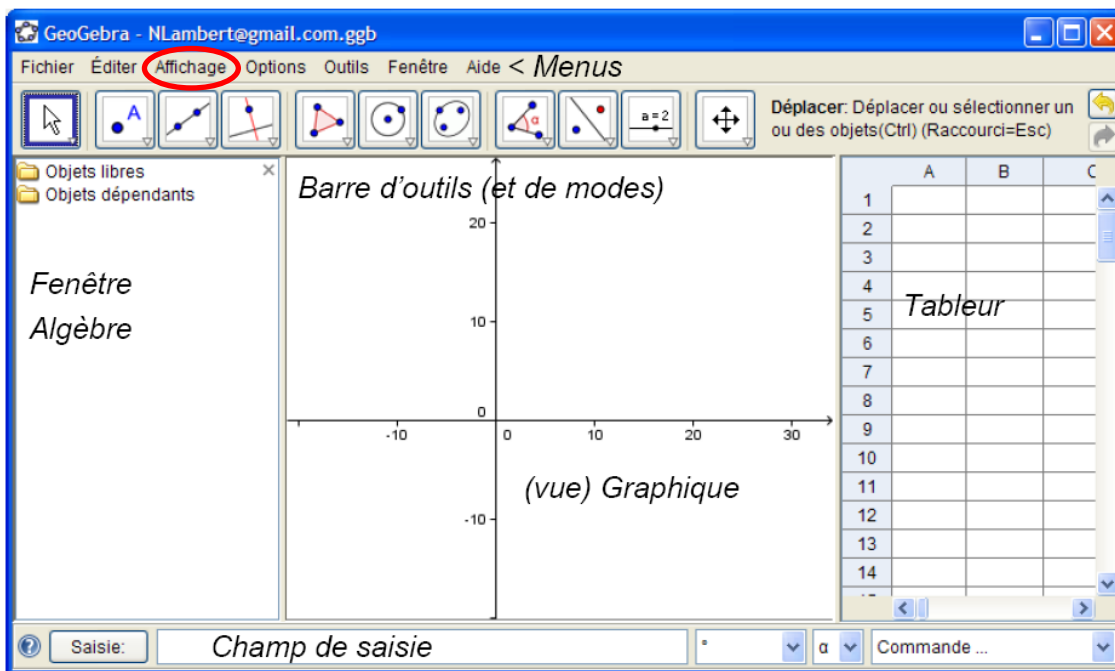 GeoGebra - NLambert@gmail.com.ggb
Fichier Éditer Affichage Options Outils Fenêtre Aide < Menus
A α a = 2
Déplacer: Déplacer ou sélectionner un
ou des objets(Ctrl) (Raccourci=Esc)
Objets libres
Objets dépendants
Fenêtre
Algèbre
Barre d'outils (et de modes)
20
10
0
-10 0 10 20 30
(vue) Graphique
-10
A B C
1
2
3
4
Tableur
5
6
7
8
9
10
11
12
13
14
Saisie: Champ de saisie ° α Commande ...